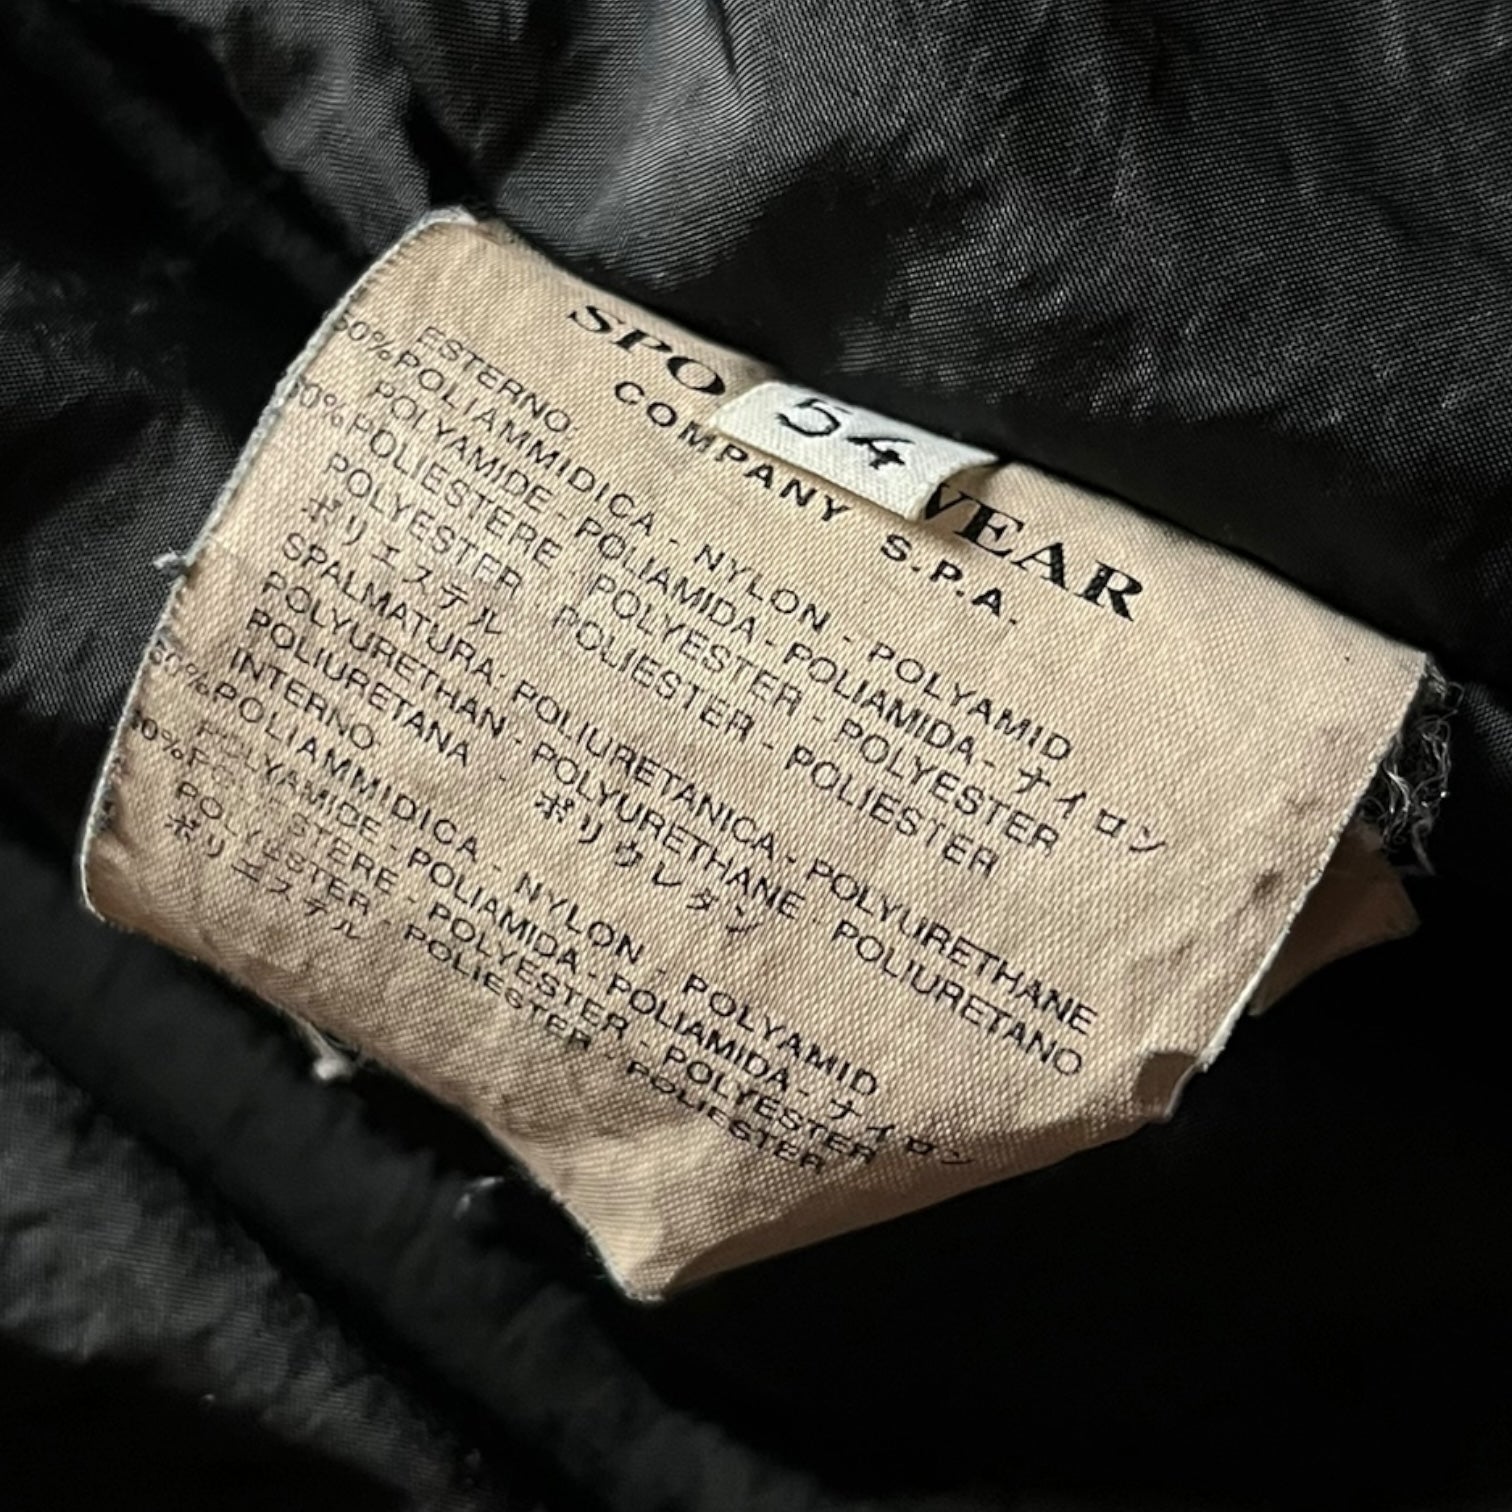 SPO
54
WEAR
COMPANY S.P.A.
ESTERNO
POLIAMMIDICA - NYLON - POLYAMID
POLYAMIDE - POLIAMIDA - POLIAMIDA - ナイロン
POLIESTERE - POLYESTER - POLYESTER
POLYESTER - POLIESTER - POLIESTER
ポリエステル
SPALMATURA: POLIURETANICA - POLYURETHANE
POLYURETHAN - POLYURETHANE - POLIURETANO
POLIURETANA - ポリウレタン
INTERNO
POLIAMMIDICA - NYLON - POLYAMID
POLYAMIDE - POLIAMIDA - POLIAMIDA - ナイロン
POLIESTERE - POLYESTER - POLYESTER
POLYESTER - POLIESTER - POLIESTER
ポリエステル